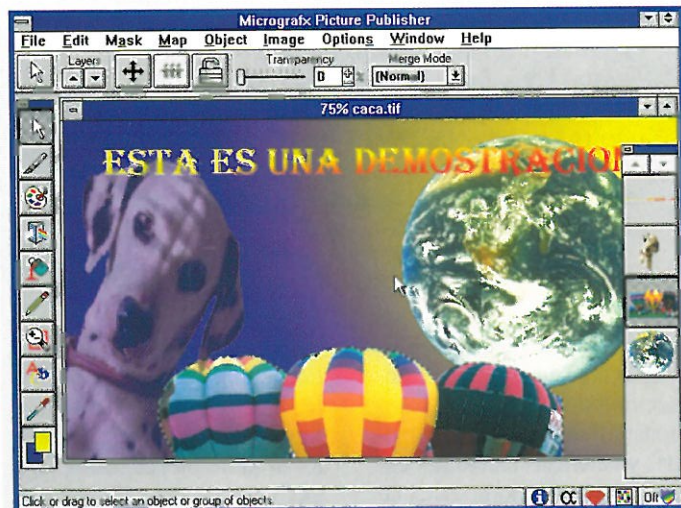 Micrografx Picture Publisher
File Edit Mask Map Object Image Options Window Help
Layers Transparency Merge Mode
0 % (Normal)
75% caca.tif
ESTA ES UNA DEMOSTRACION
Click or drag to select an object or group of objects.
Off